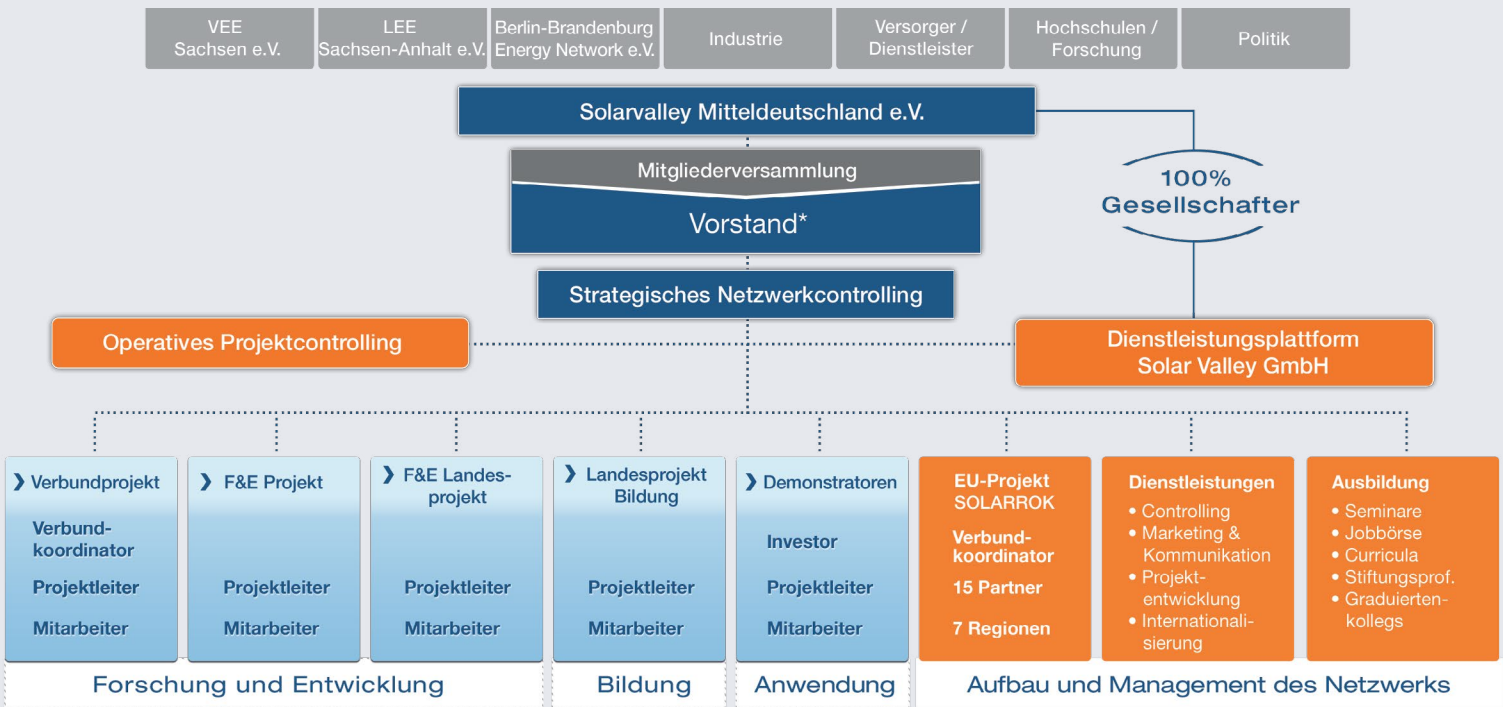 VEE
Sachsen e.V.
LEE
Sachsen-Anhalt e.V.
Berlin-Brandenburg
Energy Network e.V.
Industrie
Versorger /
Dienstleister
Hochschulen /
Forschung
Politik
Solarvalley Mitteldeutschland e.V.
Mitgliederversammlung
Vorstand*
100%
Gesellschafter
Strategisches Netzwerkcontrolling
Operatives Projektcontrolling
Dienstleistungsplattform
Solar Valley GmbH
❯ Verbundprojekt
Verbund-
koordinator
Projektleiter
Mitarbeiter
❯ F&E Projekt
Projektleiter
Mitarbeiter
❯ F&E Landes-
projekt
Projektleiter
Mitarbeiter
❯ Landesprojekt
Bildung
Projektleiter
Mitarbeiter
❯ Demonstratoren
Investor
Projektleiter
Mitarbeiter
EU-Projekt
SOLARROK
Verbund-
koordinator
15 Partner
7 Regionen
Dienstleistungen
• Controlling
• Marketing &
Kommunikation
• Projekt-
entwicklung
• Internationali-
sierung
Ausbildung
• Seminare
• Jobbörse
• Curricula
• Stiftungsprof.
• Graduierten-
kollegs
Forschung und Entwicklung
Bildung
Anwendung
Aufbau und Management des Netzwerks